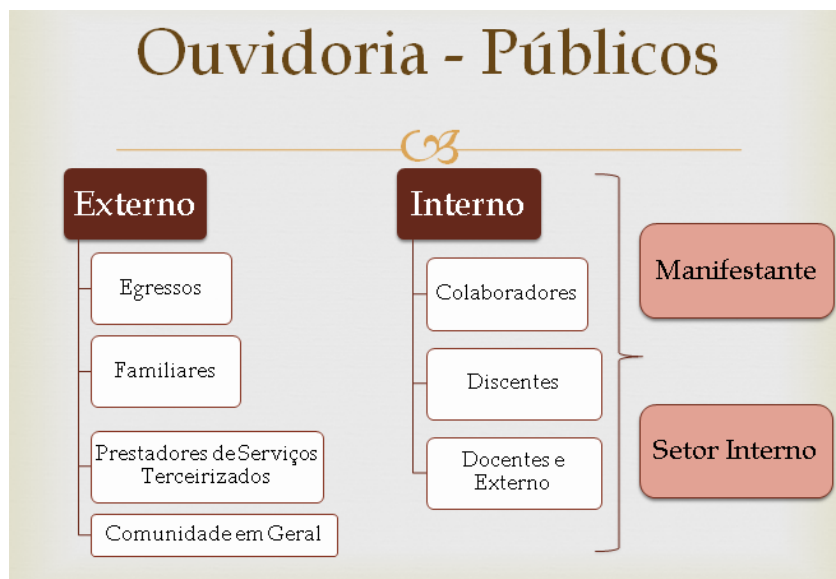 Ouvidoria - Públicos
Externo
Egressos
Familiares
Prestadores de Serviços
Terceirizados
Comunidade em Geral
Interno
Colaboradores
Discentes
Docentes e
Externo
Manifestante
Setor Interno